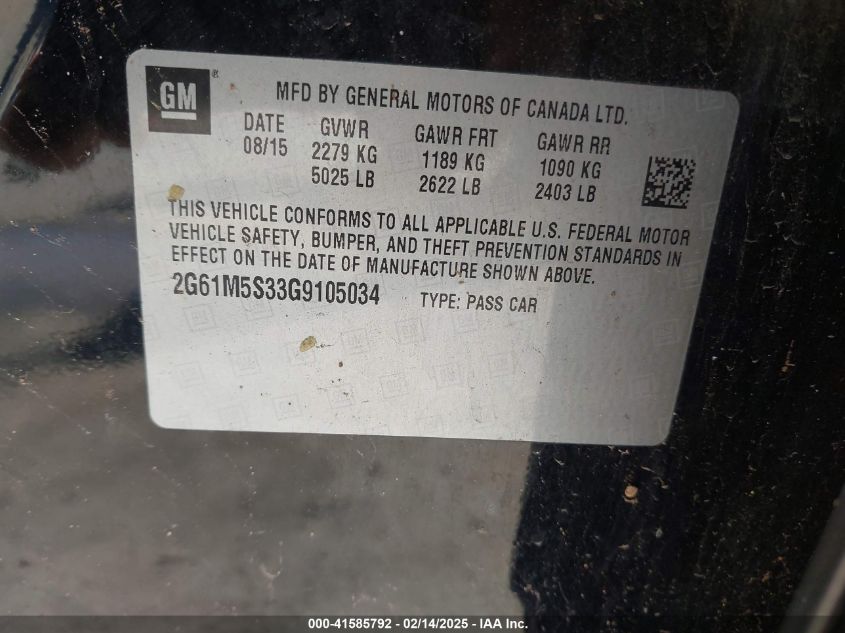 GM ®
MFD BY GENERAL MOTORS OF CANADA LTD.
DATE GVWR GAWR FRT GAWR RR
08/15 2279 KG 1189 KG 1090 KG
5025 LB 2622 LB 2403 LB
THIS VEHICLE CONFORMS TO ALL APPLICABLE U.S. FEDERAL MOTOR
VEHICLE SAFETY, BUMPER, AND THEFT PREVENTION STANDARDS IN
EFFECT ON THE DATE OF MANUFACTURE SHOWN ABOVE.
2G61M5S33G9105034 TYPE: PASS CAR
000-41585792 - 02/14/2025 - IAA Inc.